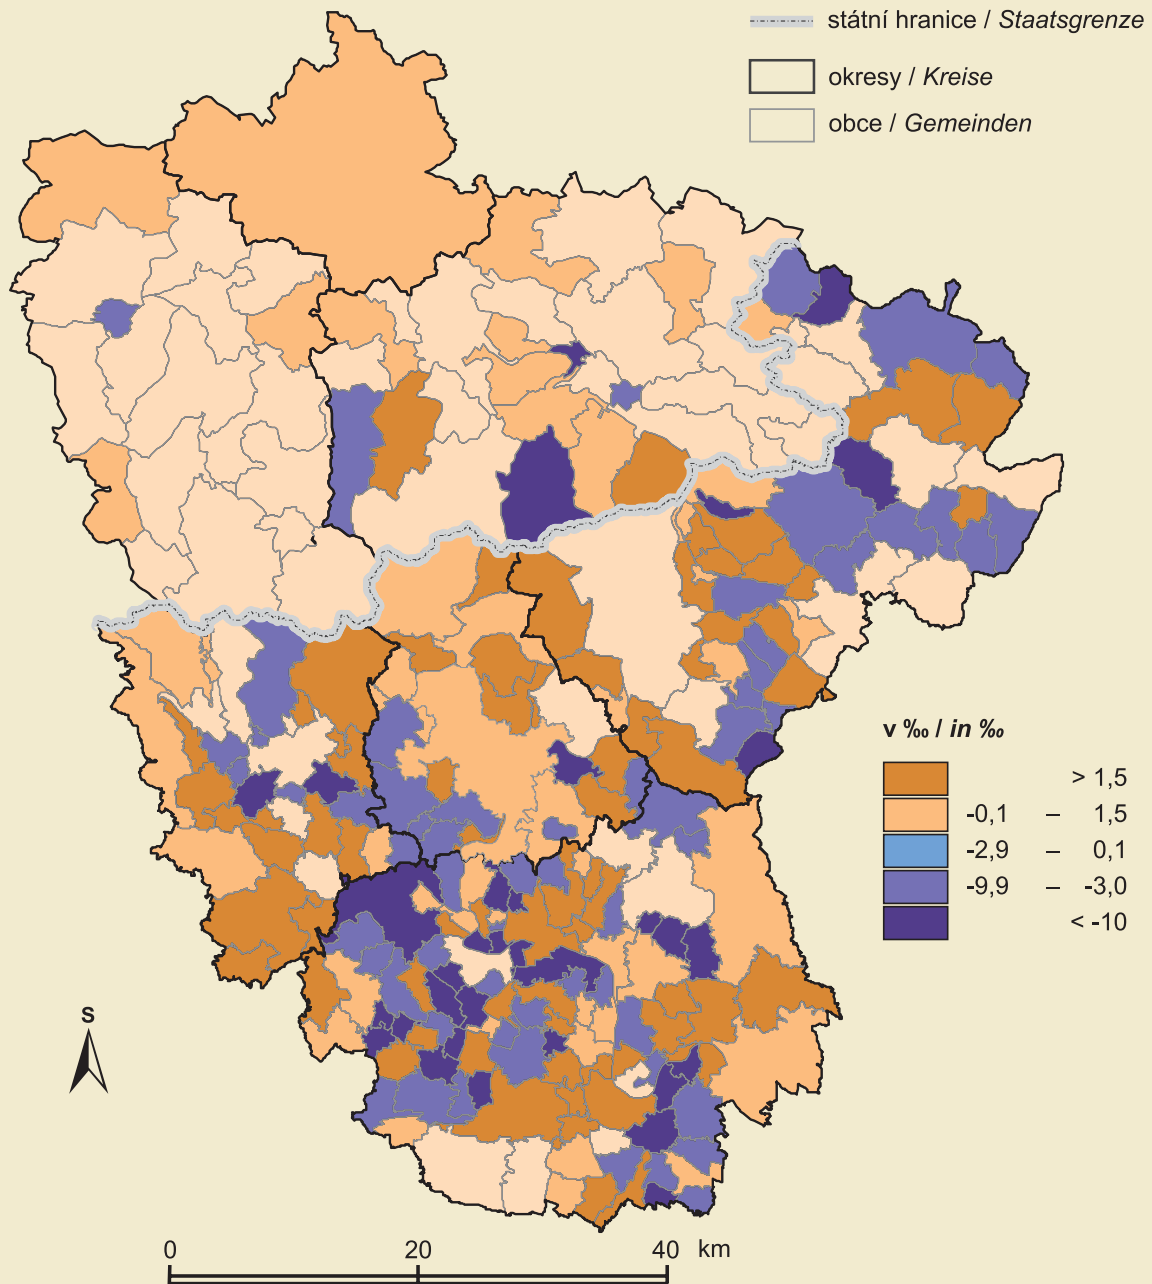 státní hranice / Staatsgrenze
okresy / Kreise
obce / Gemeinden
v ‰ / in ‰
> 1,5
-0,1 – 1,5
-2,9 – 0,1
-9,9 – -3,0
< -10
S
0 20 40 km